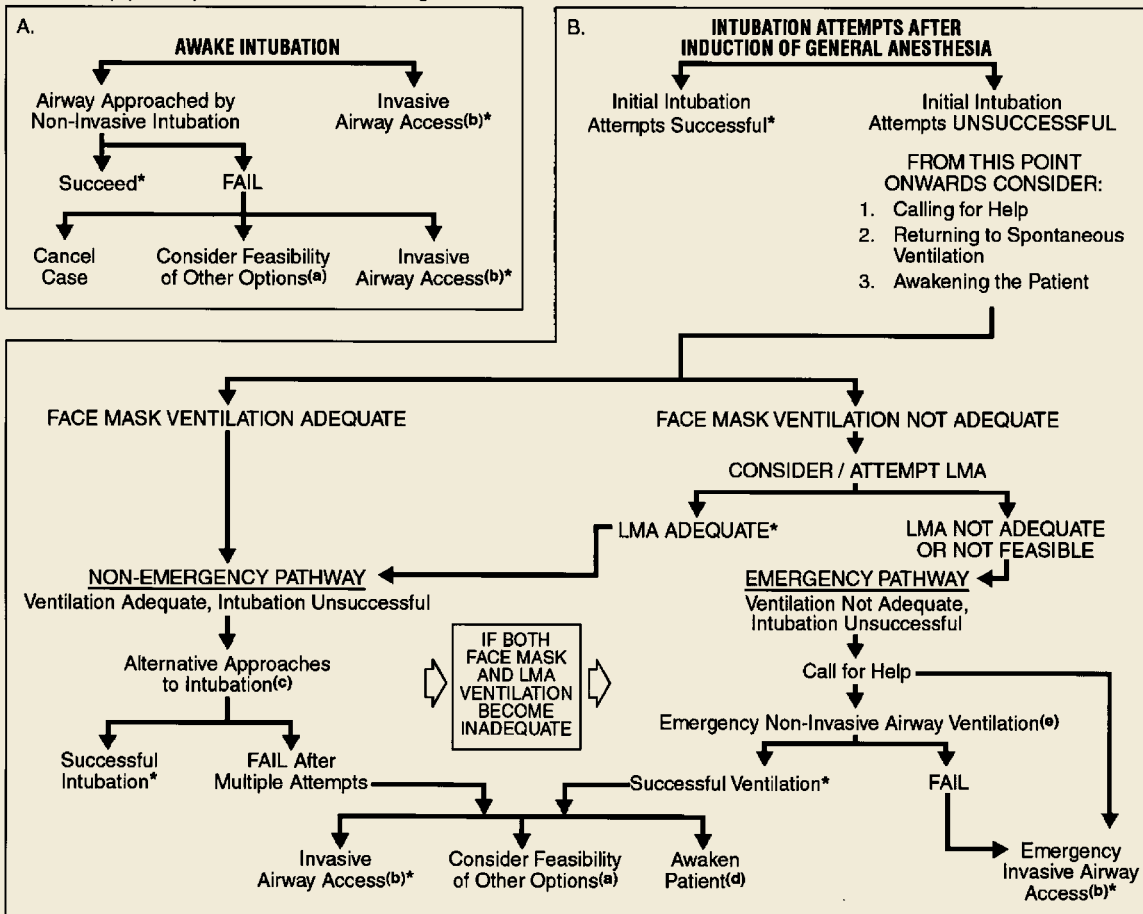 A.
AWAKE INTUBATION
Airway Approached by
Non-Invasive Intubation
Invasive
Airway Access(b)*
Succeed*
FAIL
Cancel
Case
Consider Feasibility
of Other Options(a)
Invasive
Airway Access(b)*
B.
INTUBATION ATTEMPTS AFTER
INDUCTION OF GENERAL ANESTHESIA
Initial Intubation
Attempts Successful*
Initial Intubation
Attempts UNSUCCESSFUL
FROM THIS POINT
ONWARDS CONSIDER:
1. Calling for Help
2. Returning to Spontaneous
Ventilation
3. Awakening the Patient
FACE MASK VENTILATION ADEQUATE
FACE MASK VENTILATION NOT ADEQUATE
CONSIDER / ATTEMPT LMA
LMA ADEQUATE*
LMA NOT ADEQUATE
OR NOT FEASIBLE
NON-EMERGENCY PATHWAY
Ventilation Adequate, Intubation Unsuccessful
EMERGENCY PATHWAY
Ventilation Not Adequate,
Intubation Unsuccessful
Alternative Approaches
to Intubation(c)
IF BOTH
FACE MASK
AND LMA
VENTILATION
BECOME
INADEQUATE
Call for Help
Emergency Non-Invasive Airway Ventilation(e)
Successful
Intubation*
FAIL After
Multiple Attempts
Successful Ventilation*
FAIL
Invasive
Airway Access(b)*
Consider Feasibility
of Other Options(a)
Awaken
Patient(d)
Emergency
Invasive Airway
Access(b)*